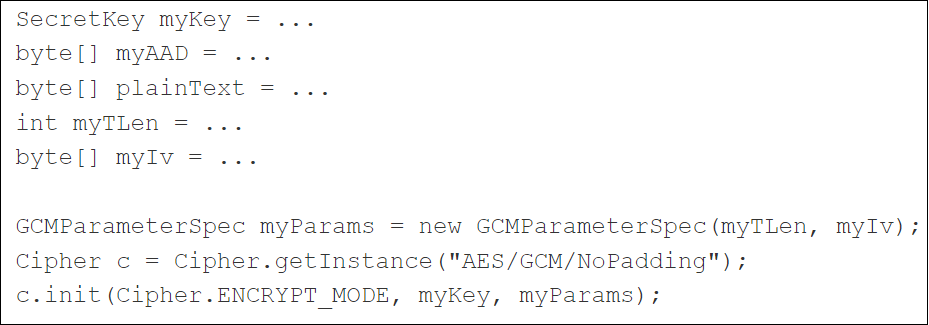 SecretKey myKey = ...
byte[] myAAD = ...
byte[] plainText = ...
int myTLen = ...
byte[] myIv = ...
GCMParameterSpec myParams = new GCMParameterSpec(myTLen, myIv);
Cipher c = Cipher.getInstance("AES/GCM/NoPadding");
c.init(Cipher.ENCRYPT_MODE, myKey, myParams);